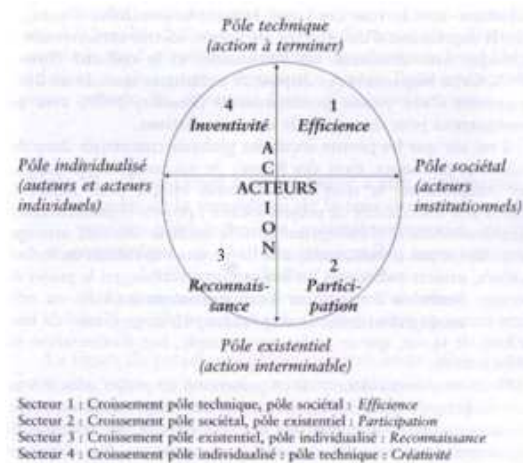 Pôle technique
(action à terminer)
4
Inventivité
1
Efficience
Pôle individualisé
(auteurs et acteurs
individuels)
A
C
ACTEURS
I
O
N
Pôle sociétal
(acteurs
institutionnels)
3
Reconnais-
sance
2
Partici-
pation
Pôle existentiel
(action interminable)
Secteur 1 : Croissement pôle technique, pôle sociétal : Efficience
Secteur 2 : Croissement pôle sociétal, pôle existentiel : Participation
Secteur 3 : Croissement pôle existentiel, pôle individualisé : Reconnaissance
Secteur 4 : Croissement pôle individualisé : pôle technique : Créativité